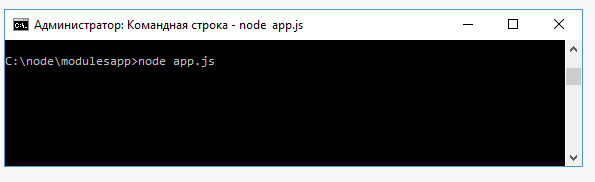 Администратор: Командная строка - node app.js
C:\node\modulesapp>node app.js